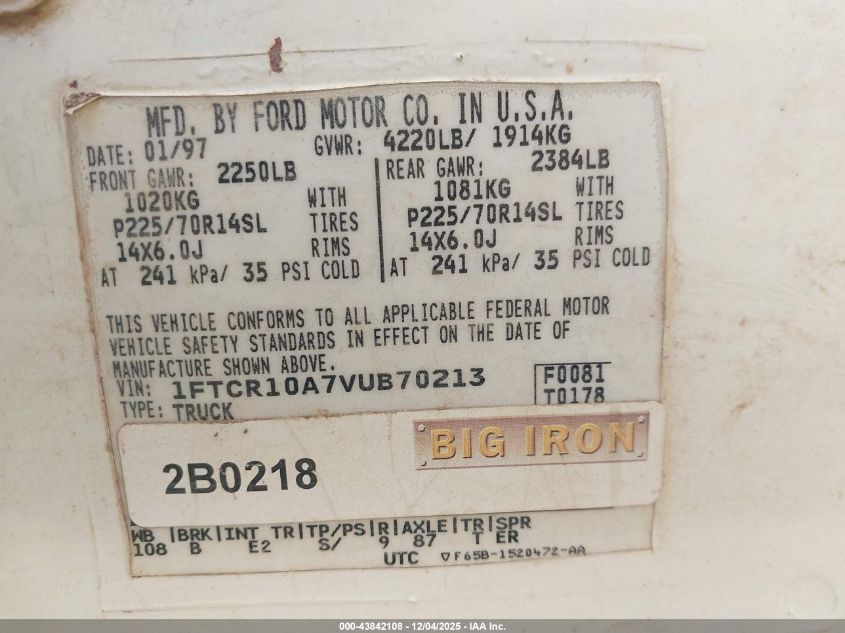 MFD. BY FORD MOTOR CO. IN U.S.A.
DATE: 01/97 GVWR: 4220LB/ 1914KG
FRONT GAWR: 2250LB
1020KG WITH
P225/70R14SL TIRES
14X6.0J RIMS
AT 241 kPa/ 35 PSI COLD
REAR GAWR: 2384LB
1081KG WITH
P225/70R14SL TIRES
14X6.0J RIMS
AT 241 kPa/ 35 PSI COLD
THIS VEHICLE CONFORMS TO ALL APPLICABLE FEDERAL MOTOR
VEHICLE SAFETY STANDARDS IN EFFECT ON THE DATE OF
MANUFACTURE SHOWN ABOVE.
VIN: 1FTCR10A7VUB70213 F0081
TYPE: TRUCK T0178
2B0218 BIG IRON
WB |BRK|INT TR|TP/PS|R|AXLE|TR|SPR
108 B E2 S/ 9 87 T ER
UTC ▽F65B-1520472-AA
000-43842108 - 12/04/2025 - IAA Inc.